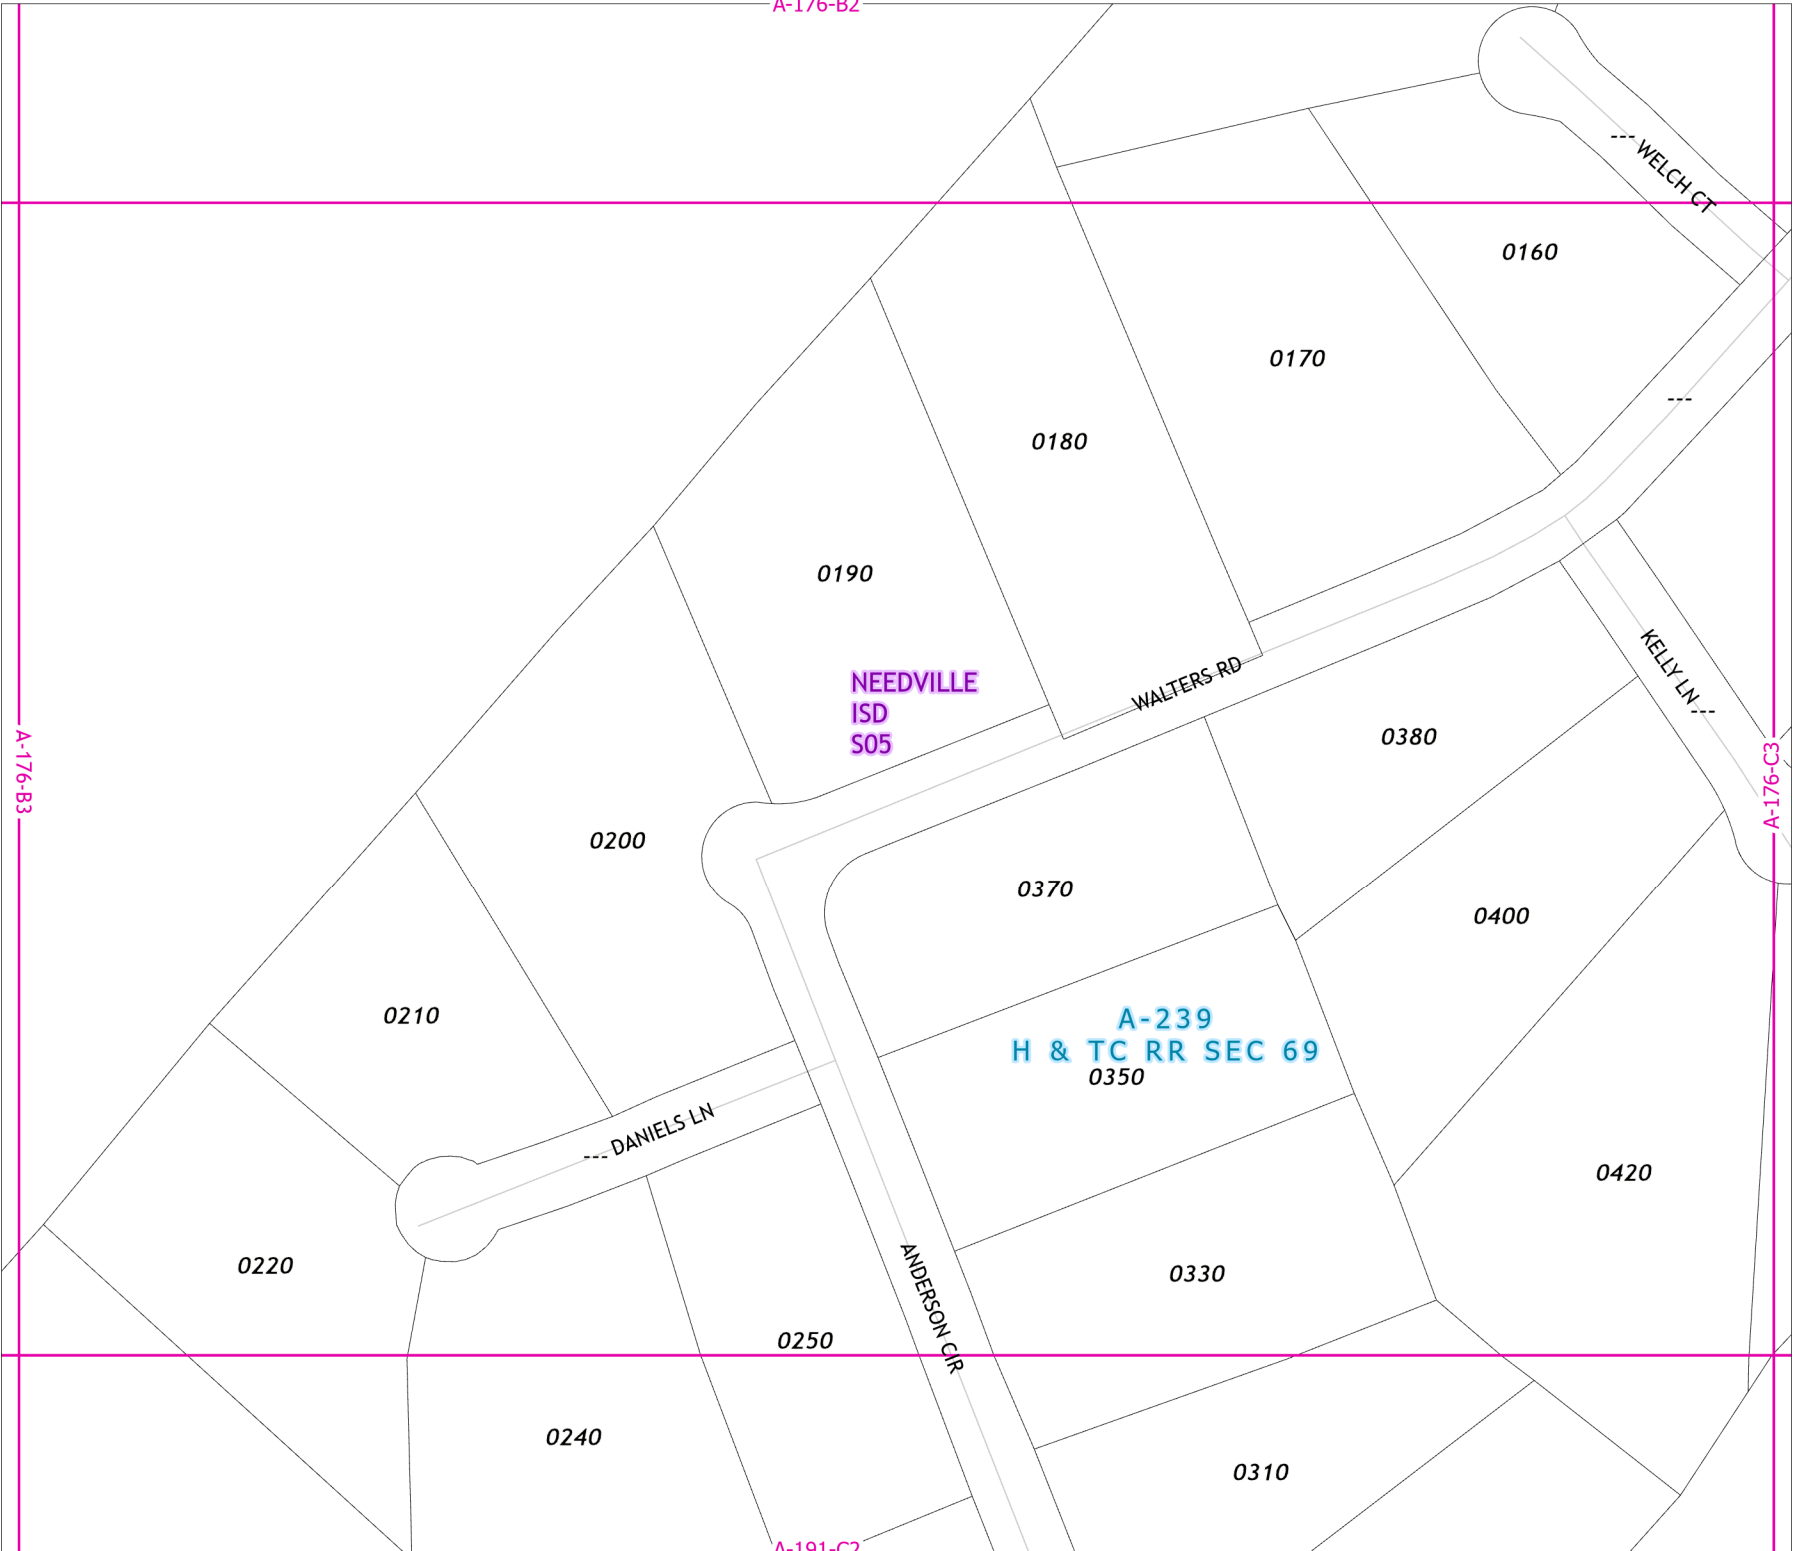 A-176-B2
--- WELCH CT
0160
0170
---
0180
0190
KELLY LN ---
NEEDVILLE
ISD
S05
WALTERS RD
0380
A-176-B3
A-176-C3
0200
0370
0400
0210
A-239
H & TC RR SEC 69
0350
--- DANIELS LN
0420
0220
0330
ANDERSON CIR
0250
0240
0310
A-191-C2